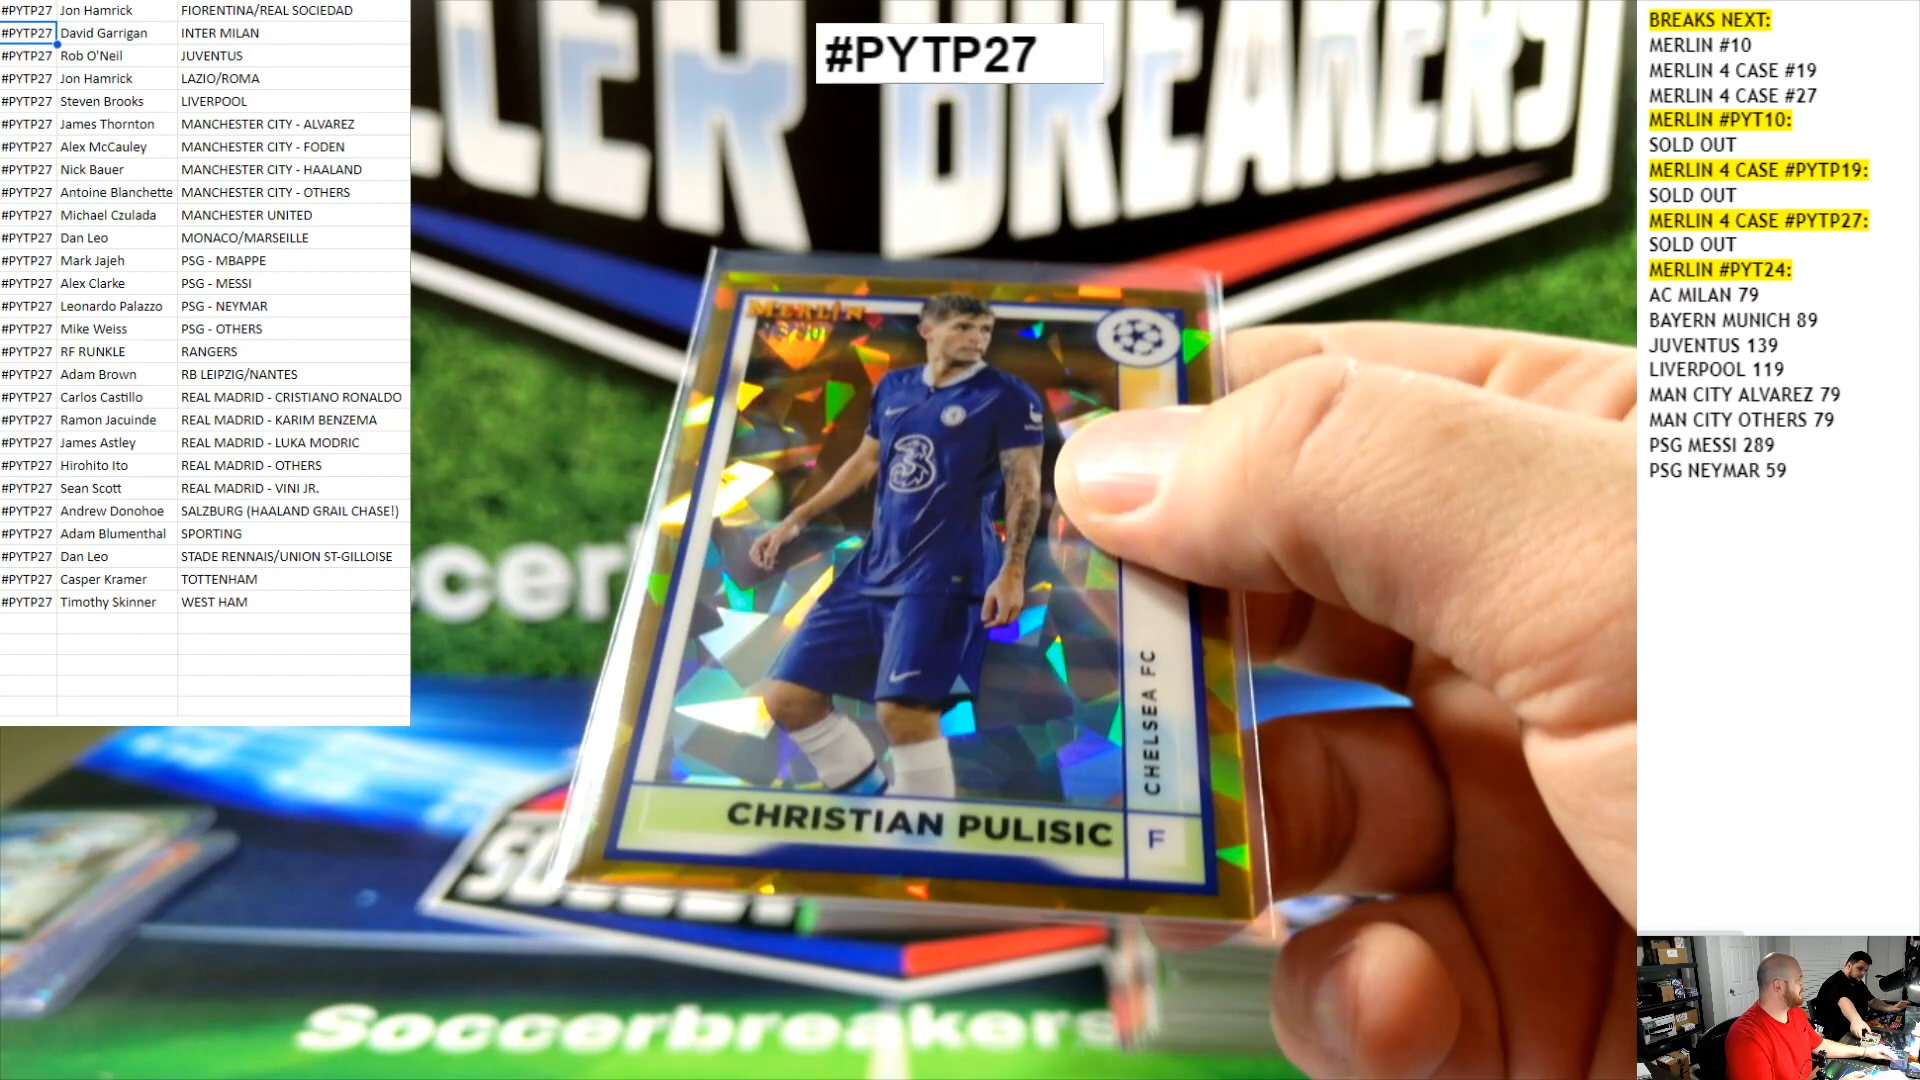 #PYTP27 Jon Hamrick FIORENTINA/REAL SOCIEDAD
#PYTP27 David Garrigan INTER MILAN
#PYTP27 Rob O'Neil JUVENTUS
#PYTP27 Jon Hamrick LAZIO/ROMA
#PYTP27 Steven Brooks LIVERPOOL
#PYTP27 James Thornton MANCHESTER CITY - ALVAREZ
#PYTP27 Alex McCauley MANCHESTER CITY - FODEN
#PYTP27 Nick Bauer MANCHESTER CITY - HAALAND
#PYTP27 Antoine Blanchette MANCHESTER CITY - OTHERS
#PYTP27 Michael Czulada MANCHESTER UNITED
#PYTP27 Dan Leo MONACO/MARSEILLE
#PYTP27 Mark Jajeh PSG - MBAPPE
#PYTP27 Alex Clarke PSG - MESSI
#PYTP27 Leonardo Palazzo PSG - NEYMAR
#PYTP27 Mike Weiss PSG - OTHERS
#PYTP27 RF RUNKLE RANGERS
#PYTP27 Adam Brown RB LEIPZIG/NANTES
#PYTP27 Carlos Castillo REAL MADRID - CRISTIANO RONALDO
#PYTP27 Ramon Jacuinde REAL MADRID - KARIM BENZEMA
#PYTP27 James Astley REAL MADRID - LUKA MODRIC
#PYTP27 Hirohito Ito REAL MADRID - OTHERS
#PYTP27 Sean Scott REAL MADRID - VINI JR.
#PYTP27 Andrew Donohoe SALZBURG (HAALAND GRAIL CHASE!)
#PYTP27 Adam Blumenthal SPORTING
#PYTP27 Dan Leo STADE RENNAIS/UNION ST-GILLOISE
#PYTP27 Casper Kramer TOTTENHAM
#PYTP27 Timothy Skinner WEST HAM
#PYTP27
CER BREAKERS
MERLIN
3
CHELSEA FC
CHRISTIAN PULISIC
F
ccer
Soccerbreakers
BREAKS NEXT:
MERLIN #10
MERLIN 4 CASE #19
MERLIN 4 CASE #27
MERLIN #PYT10:
SOLD OUT
MERLIN 4 CASE #PYTP19:
SOLD OUT
MERLIN 4 CASE #PYTP27:
SOLD OUT
MERLIN #PYT24:
AC MILAN 79
BAYERN MUNICH 89
JUVENTUS 139
LIVERPOOL 119
MAN CITY ALVAREZ 79
MAN CITY OTHERS 79
PSG MESSI 289
PSG NEYMAR 59